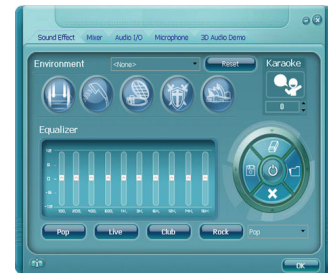 Sound Effect Mixer Audio I/O Microphone 3D Audio Demo
Environment <None> Reset Karaoke
0
Equalizer
Pop Live Club Rock Pop
OK